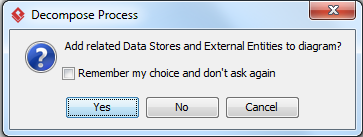 Decompose Process
Add related Data Stores and External Entities to diagram?
Remember my choice and don't ask again
Yes No Cancel